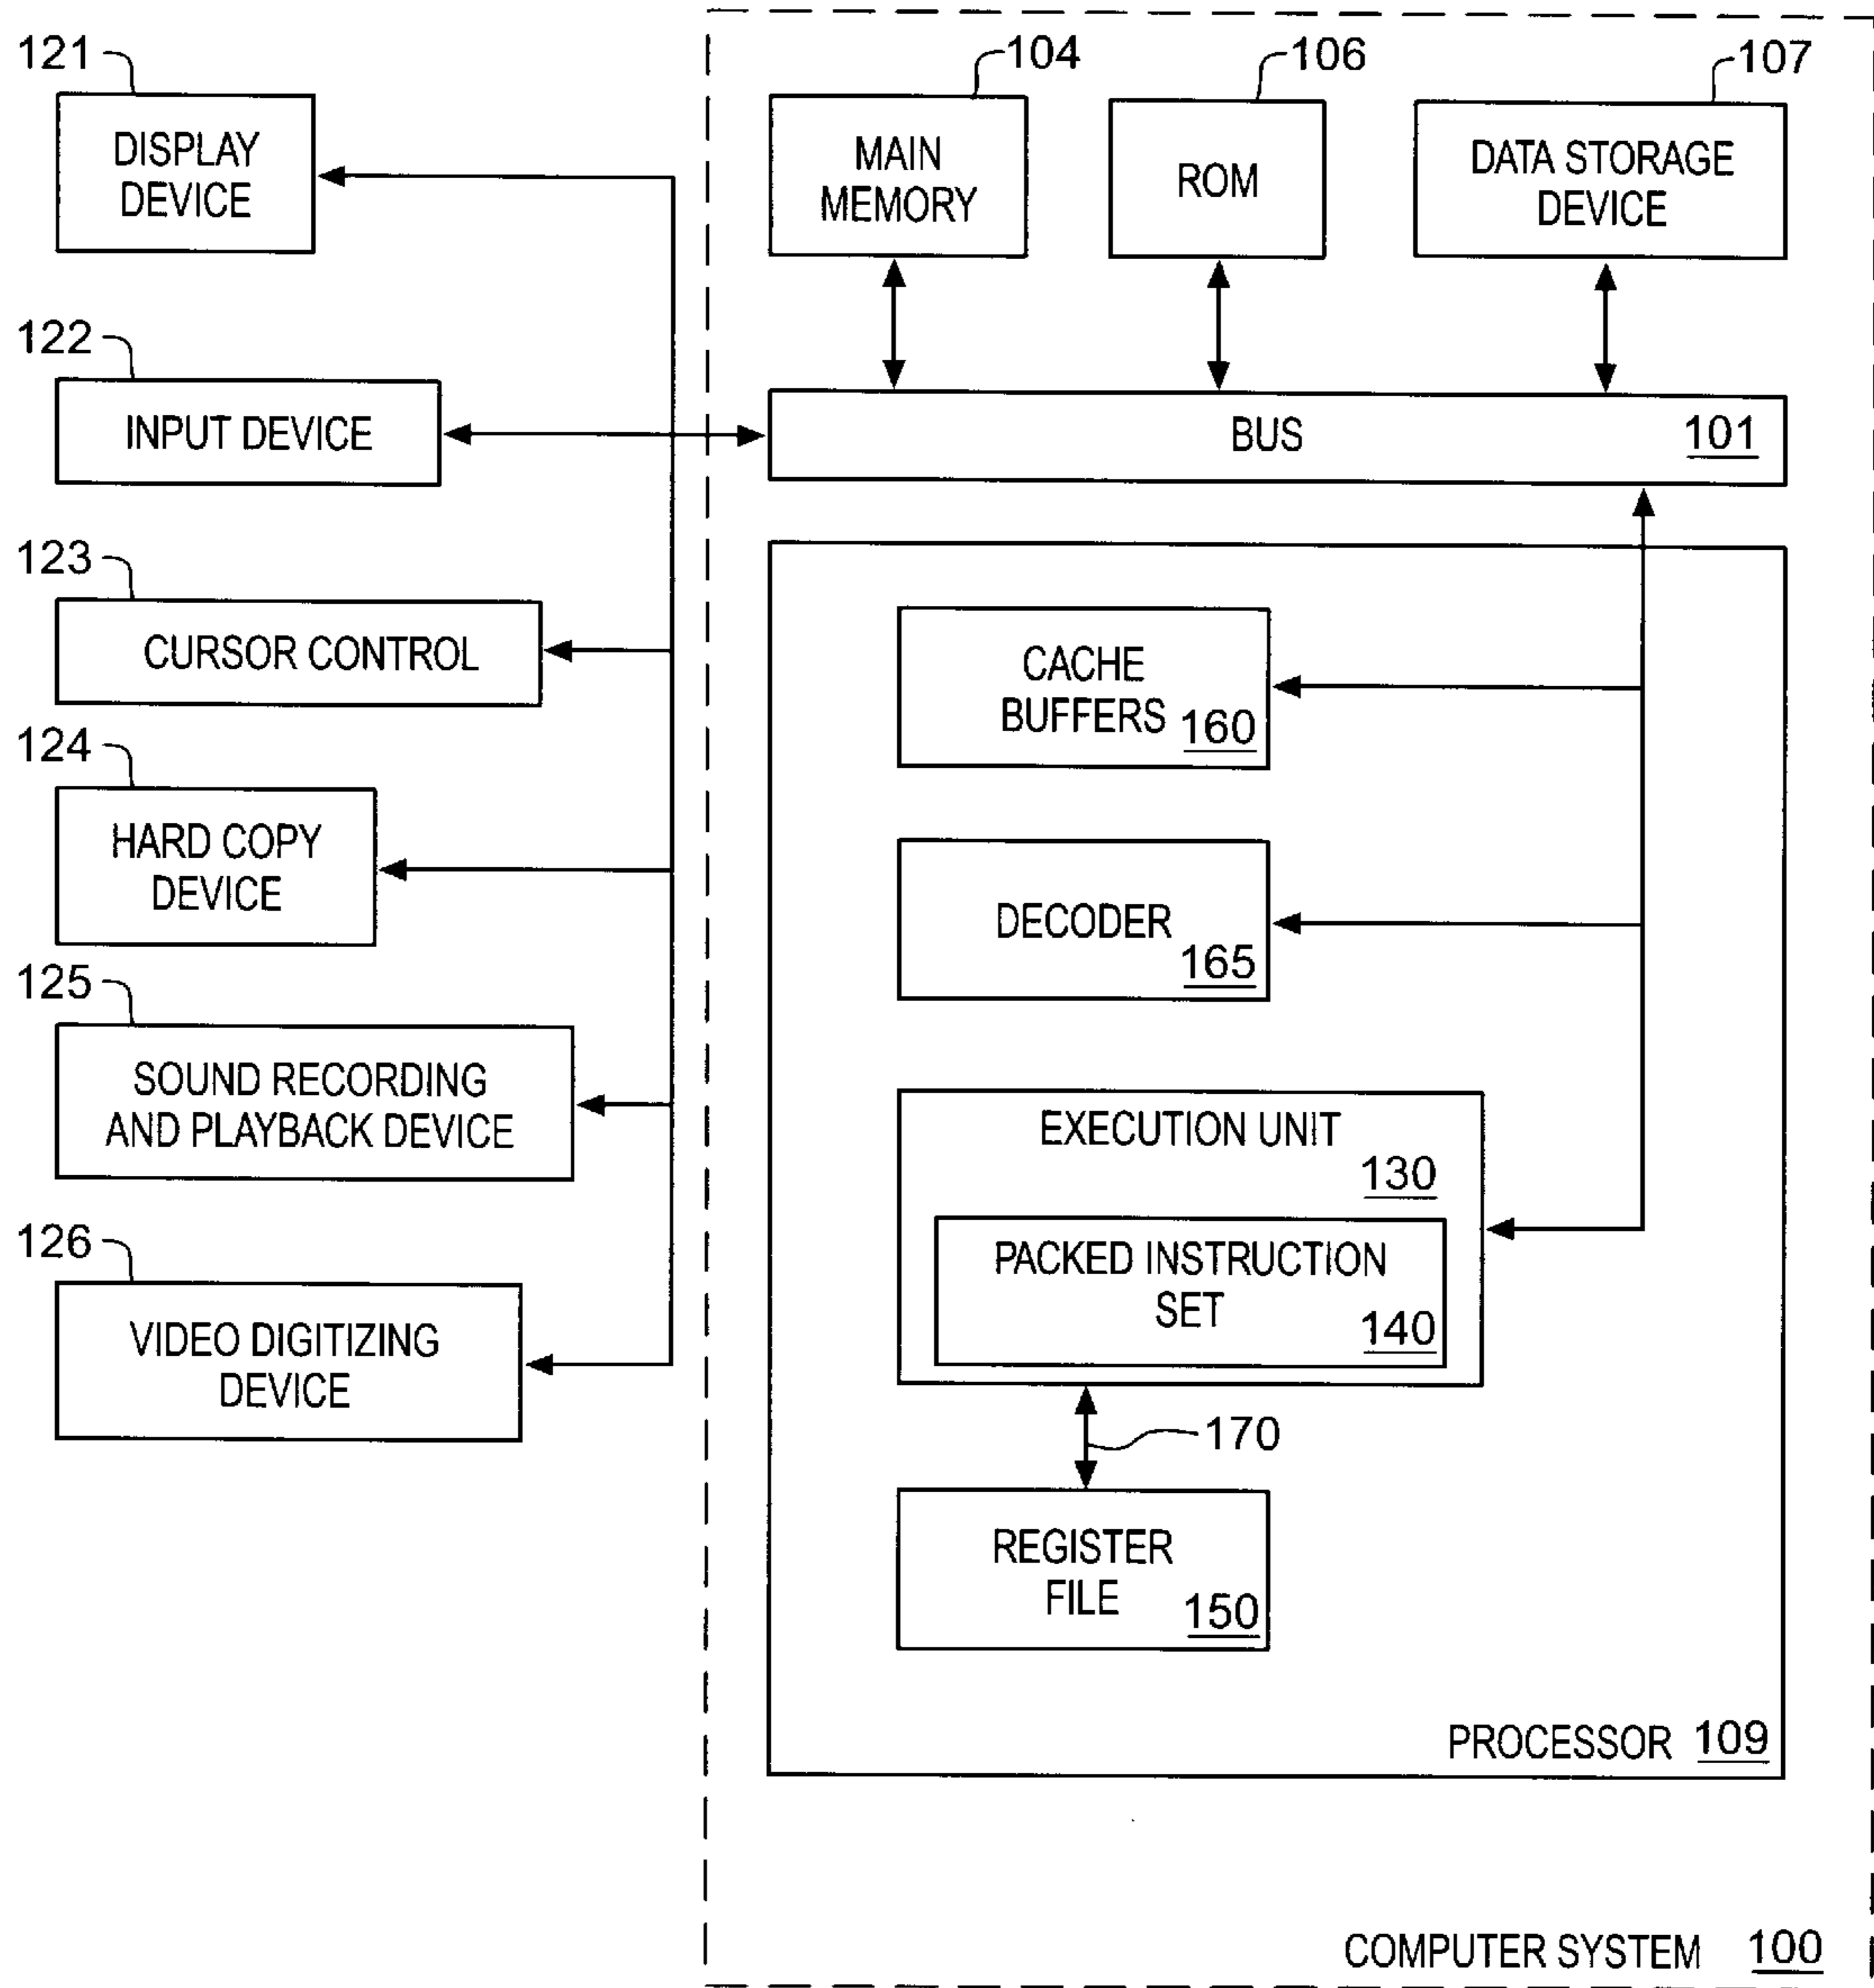 121
DISPLAY
DEVICE
122
INPUT DEVICE
123
CURSOR CONTROL
124
HARD COPY
DEVICE
125
SOUND RECORDING
AND PLAYBACK DEVICE
126
VIDEO DIGITIZING
DEVICE
104
MAIN
MEMORY
106
ROM
107
DATA STORAGE
DEVICE
BUS 101
CACHE
BUFFERS 160
DECODER
165
EXECUTION UNIT
130
PACKED INSTRUCTION
SET
140
170
REGISTER
FILE 150
PROCESSOR 109
COMPUTER SYSTEM 100